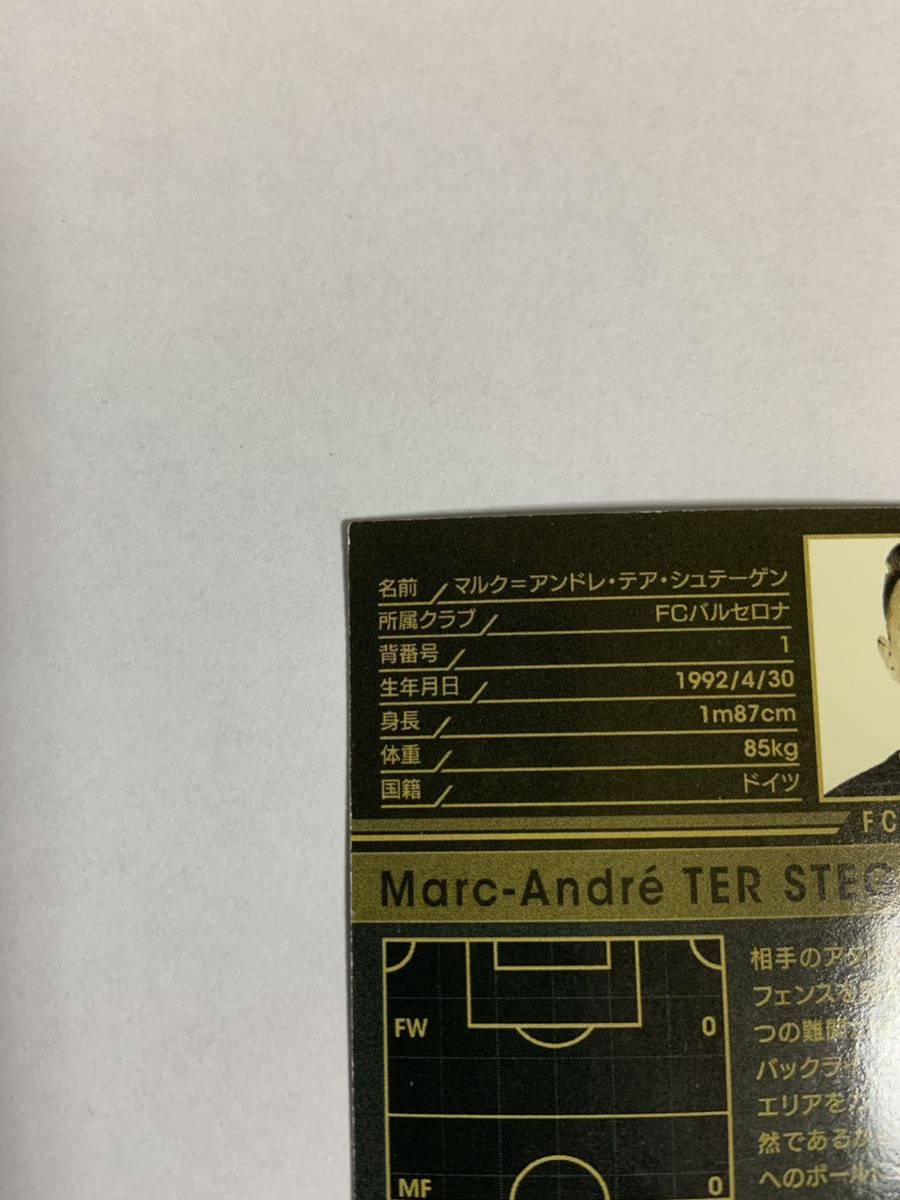 名前 マルク=アンドレ・テア・シュテーゲン
所属クラブ FCバルセロナ
背番号 1
生年月日 1992/4/30
身長 1m87cm
体重 85kg
国籍 ドイツ
FC
Marc-André TER STEG
FW 0
MF 0
相手のアタ
フェンスを
つの難関
バックライ
エリアを
然であるか
へのボール